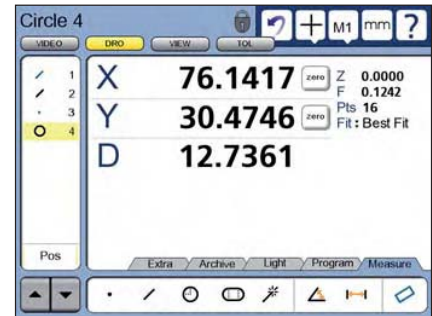 Circle 4
M1 mm ?
VIDEO DRO VIEW TOL
1
2
3
4
X 76.1417 zero
Y 30.4746 zero
D 12.7361
Z 0.0000
F 0.1242
Pts 16
Fit: Best Fit
Pos
Extra Archive Light Program Measure